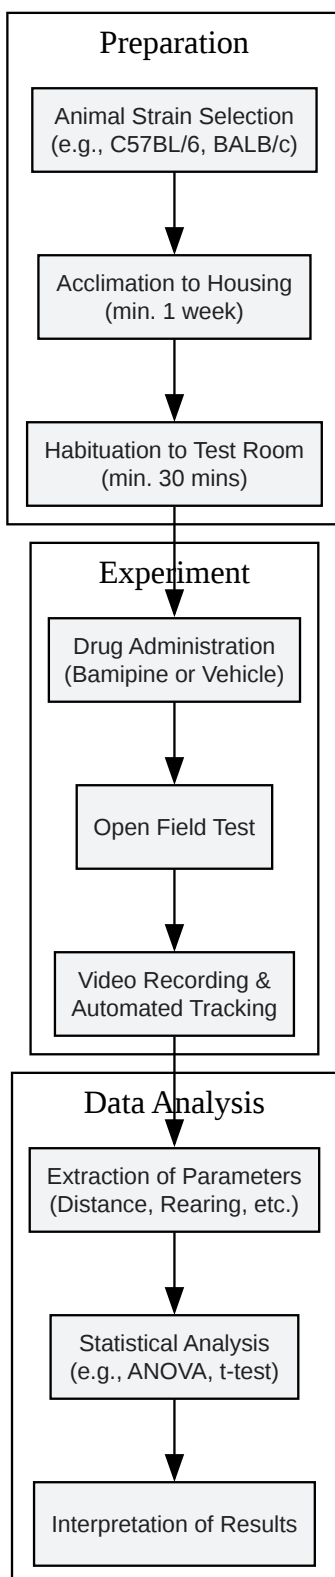 Preparation
Animal Strain Selection
(e.g., C57BL/6, BALB/c)
Acclimation to Housing
(min. 1 week)
Habituation to Test Room
(min. 30 mins)
Experiment
Drug Administration
(Bamipine or Vehicle)
Open Field Test
Video Recording &
Automated Tracking
Data Analysis
Extraction of Parameters
(Distance, Rearing, etc.)
Statistical Analysis
(e.g., ANOVA, t-test)
Interpretation of Results